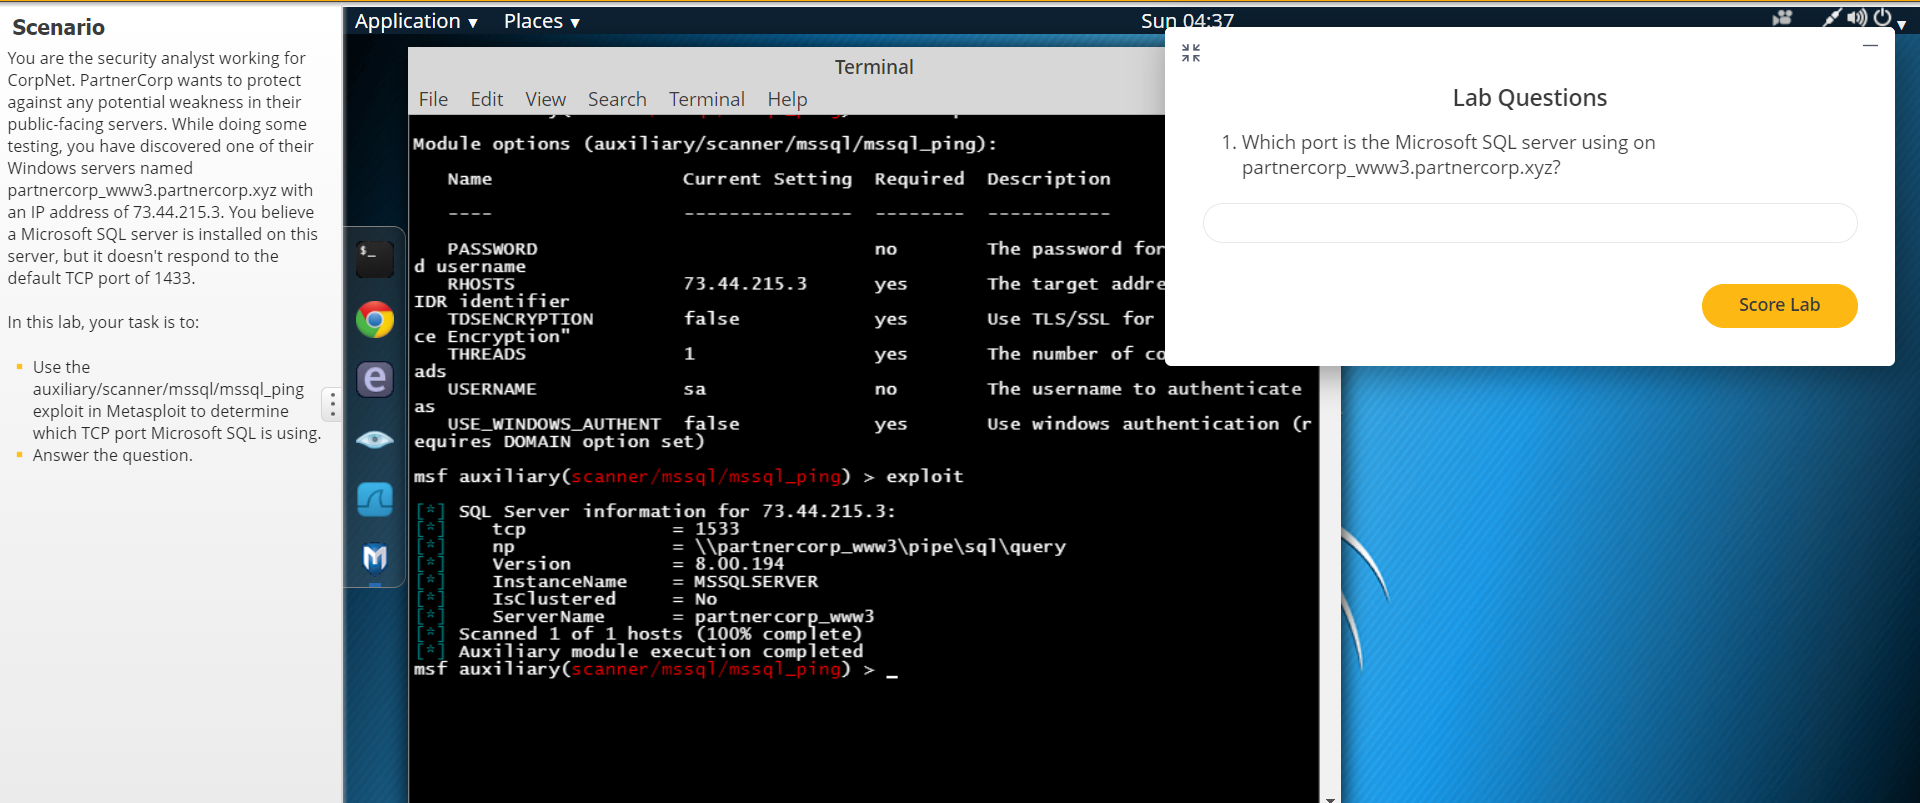 Scenario
You are the security analyst working for
CorpNet. PartnerCorp wants to protect
against any potential weakness in their
public-facing servers. While doing some
testing, you have discovered one of their
Windows servers named
partnercorp_www3.partnercorp.xyz with
an IP address of 73.44.215.3. You believe
a Microsoft SQL server is installed on this
server, but it doesn't respond to the
default TCP port of 1433.
In this lab, your task is to:
Use the
auxiliary/scanner/mssql/mssql_ping
exploit in Metasploit to determine
which TCP port Microsoft SQL is using.
Answer the question.
Application ▾ Places ▾ Sun 04:37
Terminal
File Edit View Search Terminal Help
Module options (auxiliary/scanner/mssql/mssql_ping):
Name Current Setting Required Description
---- --------------- -------- -----------
PASSWORD no The password for
d username
RHOSTS 73.44.215.3 yes The target addre
IDR identifier
TDSENCRYPTION false yes Use TLS/SSL for
ce Encryption"
THREADS 1 yes The number of co
ads
USERNAME sa no The username to authenticate
as
USE_WINDOWS_AUTHENT false yes Use windows authentication (r
equires DOMAIN option set)
msf auxiliary(scanner/mssql/mssql_ping) > exploit
[*] SQL Server information for 73.44.215.3:
[*] tcp = 1533
[*] np = \\partnercorp_www3\pipe\sql\query
[*] Version = 8.00.194
[*] InstanceName = MSSQLSERVER
[*] IsClustered = No
[*] ServerName = partnercorp_www3
[*] Scanned 1 of 1 hosts (100% complete)
[*] Auxiliary module execution completed
msf auxiliary(scanner/mssql/mssql_ping) > _
Lab Questions
1. Which port is the Microsoft SQL server using on
partnercorp_www3.partnercorp.xyz?
Score Lab